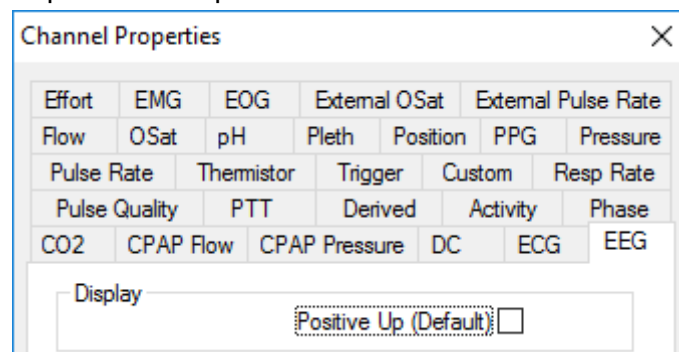 Channel Properties
Effort EMG EOG External OSat External Pulse Rate
Flow OSat pH Pleth Position PPG Pressure
Pulse Rate Thermistor Trigger Custom Resp Rate
Pulse Quality PTT Derived Activity Phase
CO2 CPAP Flow CPAP Pressure DC ECG EEG
Display
Positive Up (Default)